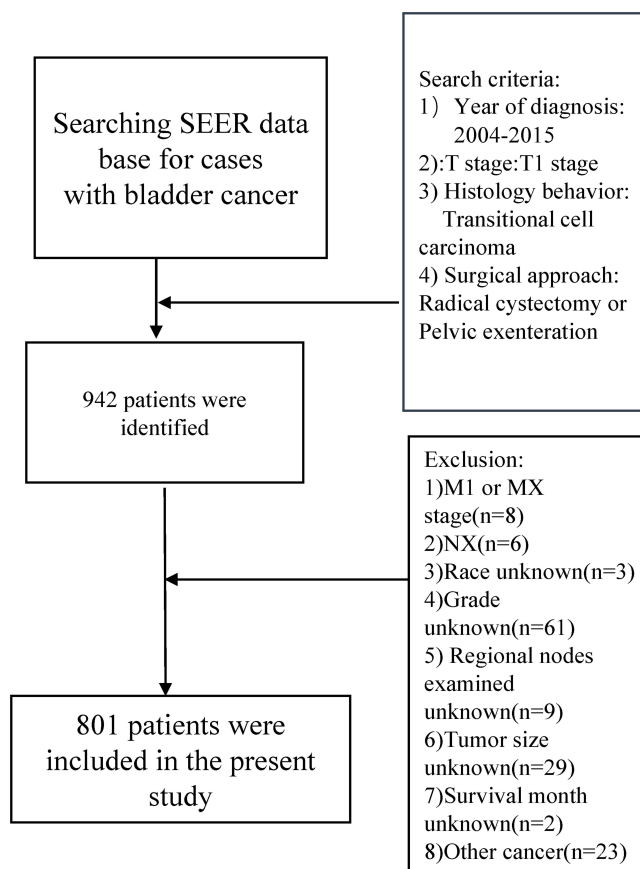 Searching SEER data
base for cases
with bladder cancer
Search criteria:
1） Year of diagnosis:
2004-2015
2):T stage:T1 stage
3) Histology behavior:
Transitional cell
carcinoma
4) Surgical approach:
Radical cystectomy or
Pelvic exenteration
942 patients were
identified
Exclusion:
1)M1 or MX
stage(n=8)
2)NX(n=6)
3)Race unknown(n=3)
4)Grade
unknown(n=61)
5) Regional nodes
examined
unknown(n=9)
6)Tumor size
unknown(n=29)
7)Survival month
unknown(n=2)
8)Other cancer(n=23)
801 patients were
included in the present
study